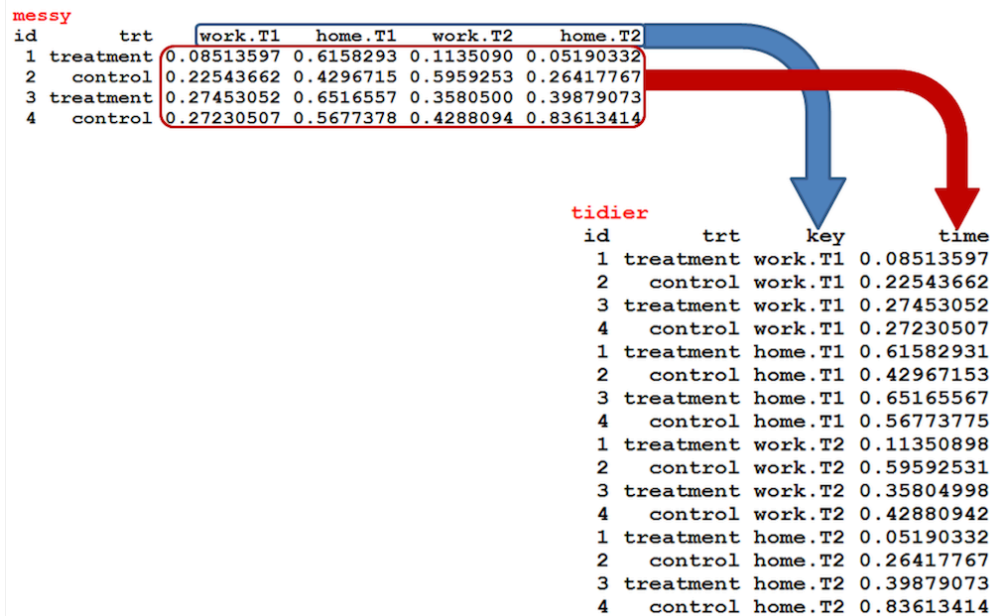 messy
id trt work.T1 home.T1 work.T2 home.T2
1 treatment 0.08513597 0.6158293 0.1135090 0.05190332
2 control 0.22543662 0.4296715 0.5959253 0.26417767
3 treatment 0.27453052 0.6516557 0.3580500 0.39879073
4 control 0.27230507 0.5677378 0.4288094 0.83613414
tidier
id trt key time
1 treatment work.T1 0.08513597
2 control work.T1 0.22543662
3 treatment work.T1 0.27453052
4 control work.T1 0.27230507
1 treatment home.T1 0.61582931
2 control home.T1 0.42967153
3 treatment home.T1 0.65165567
4 control home.T1 0.56773775
1 treatment work.T2 0.11350898
2 control work.T2 0.59592531
3 treatment work.T2 0.35804998
4 control work.T2 0.42880942
1 treatment home.T2 0.05190332
2 control home.T2 0.26417767
3 treatment home.T2 0.39879073
4 control home.T2 0.83613414